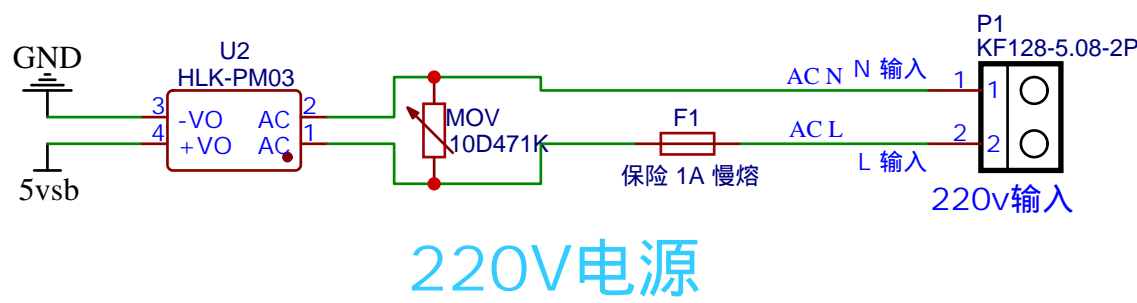 P1
KF128-5.08-2P
GND
U2
HLK-PM03
AC N
N 输入
1
1
3
-VO
AC
2
4
+VO
AC
1
MOV
10D471K
F1
AC L
2
2
保险 1A 慢熔
L 输入
5vsb
220v输入
220V电源